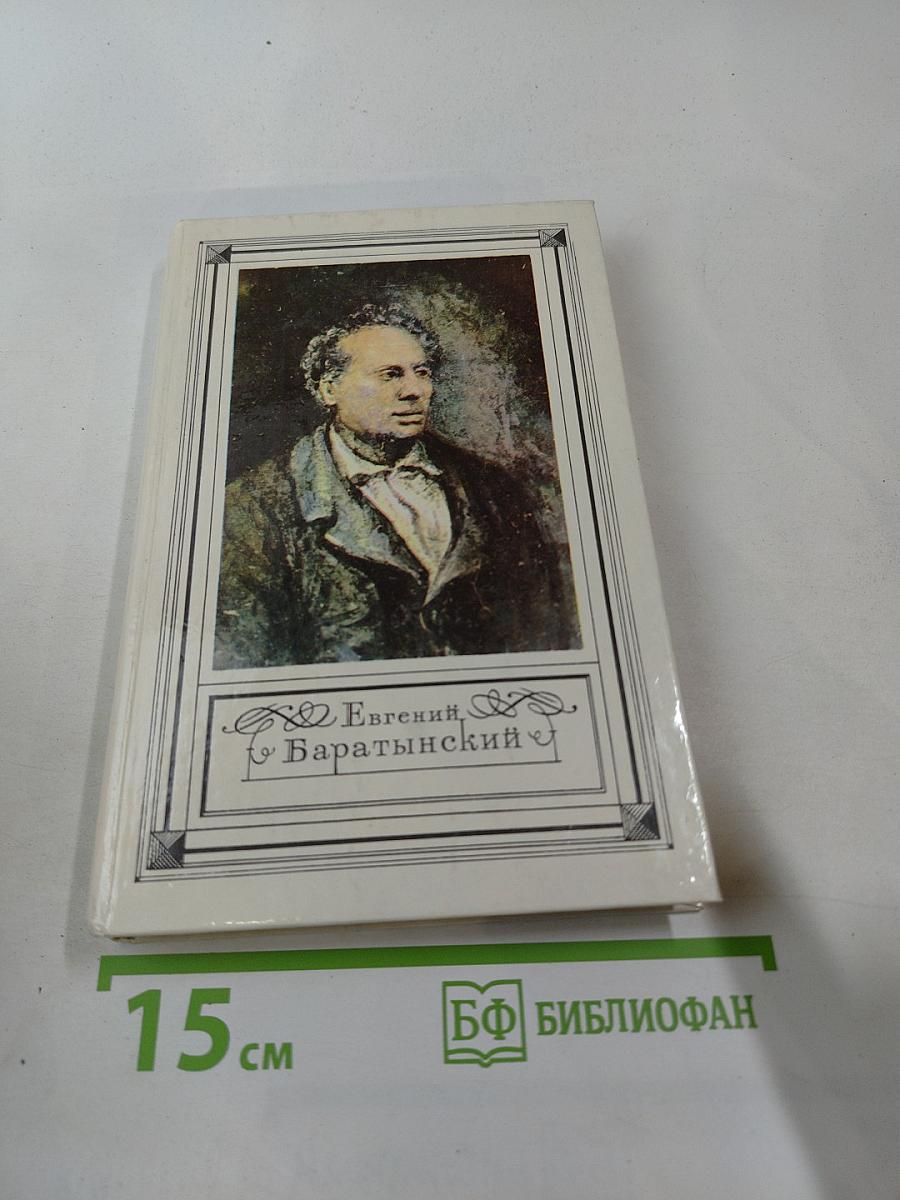 Евгений
Баратынский
15 см
БФ БИБЛИОФАН